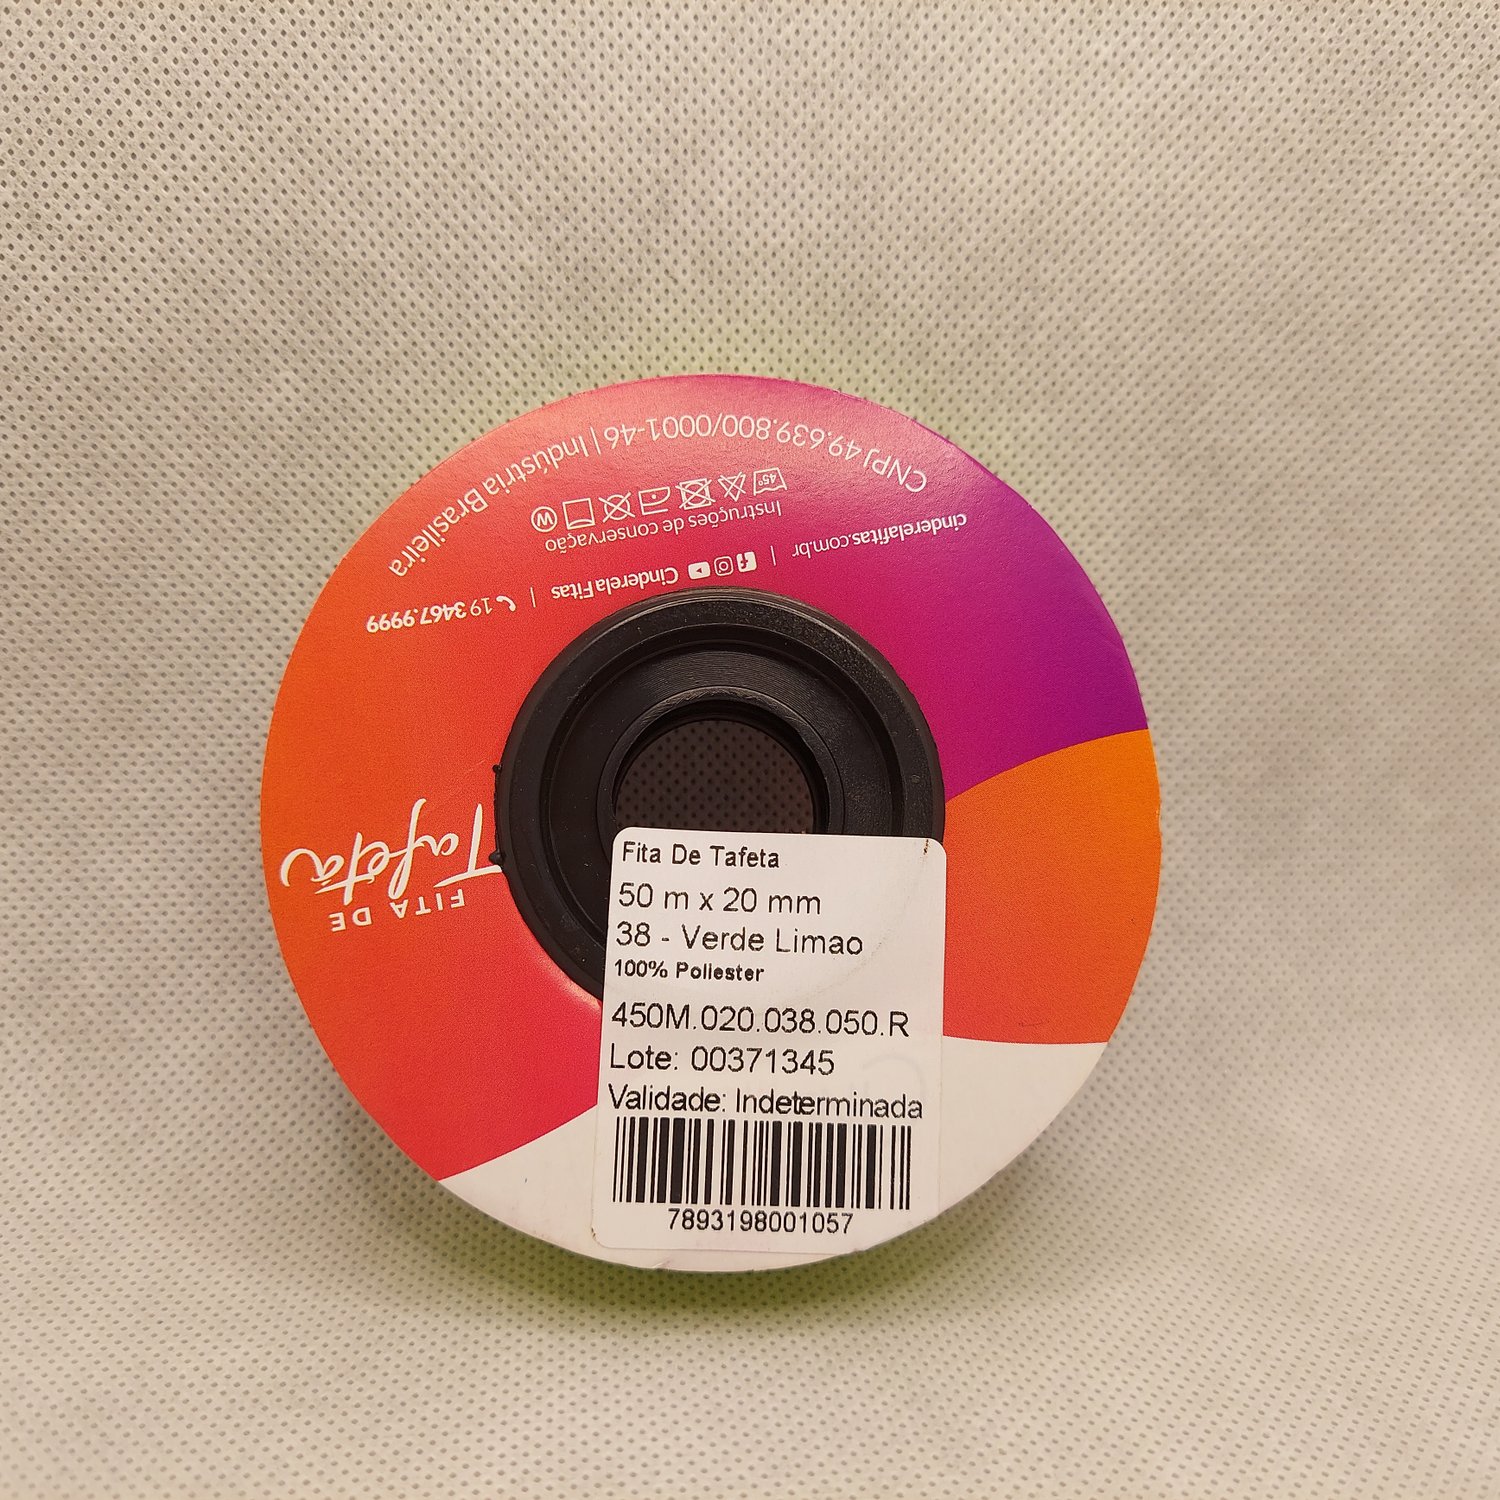 Fita De Tafeta
50 m x 20 mm
38 - Verde Limao
100% Poliester
450M.020.038.050.R
Lote: 00371345
Validade: Indeterminada
7893198001057
FITA DE
Tafetá
cinderelafitas.com.br | Cinderela Fitas | 19 3467.9999
Instruções de conservação
45°
W
CNPJ 49.639.800/0001-46 | Indústria Brasileira